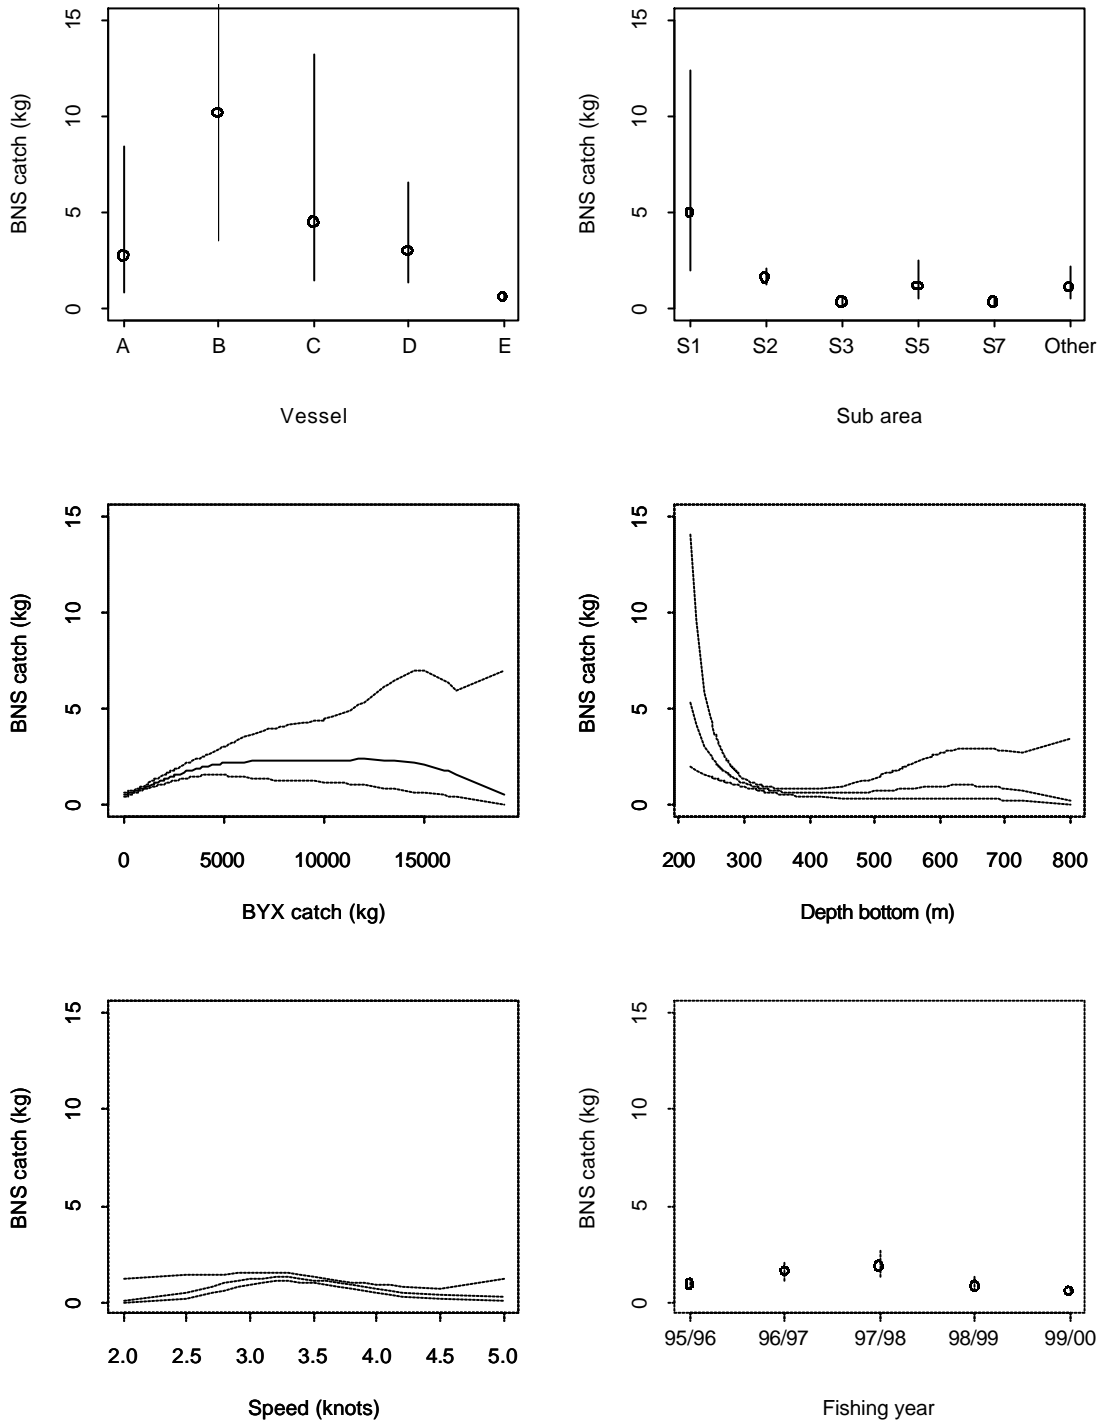 BNS catch (kg)
15
10
5
0
A B C D E
Vessel
BNS catch (kg)
15
10
5
0
S1 S2 S3 S5 S7 Other
Sub area
BNS catch (kg)
15
10
5
0
0 5000 10000 15000
BYX catch (kg)
BNS catch (kg)
15
10
5
0
200 300 400 500 600 700 800
Depth bottom (m)
BNS catch (kg)
15
10
5
0
2.0 2.5 3.0 3.5 4.0 4.5 5.0
Speed (knots)
BNS catch (kg)
15
10
5
0
95/96 96/97 97/98 98/99 99/00
Fishing year